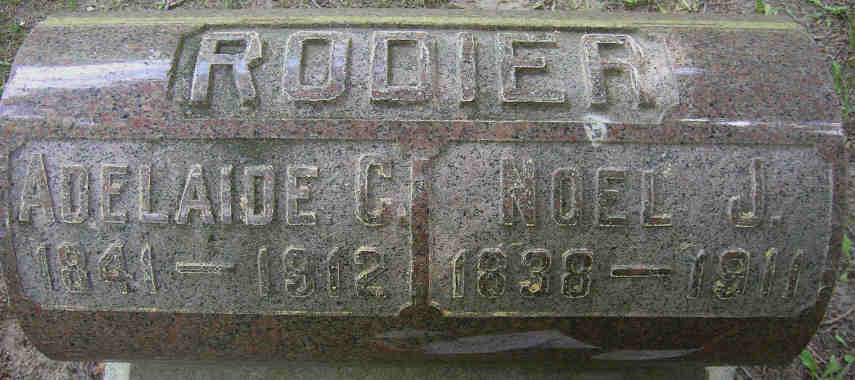 RODIER
ADELAIDE C.
1841 — 1912
NOEL J.
1838 — 1911